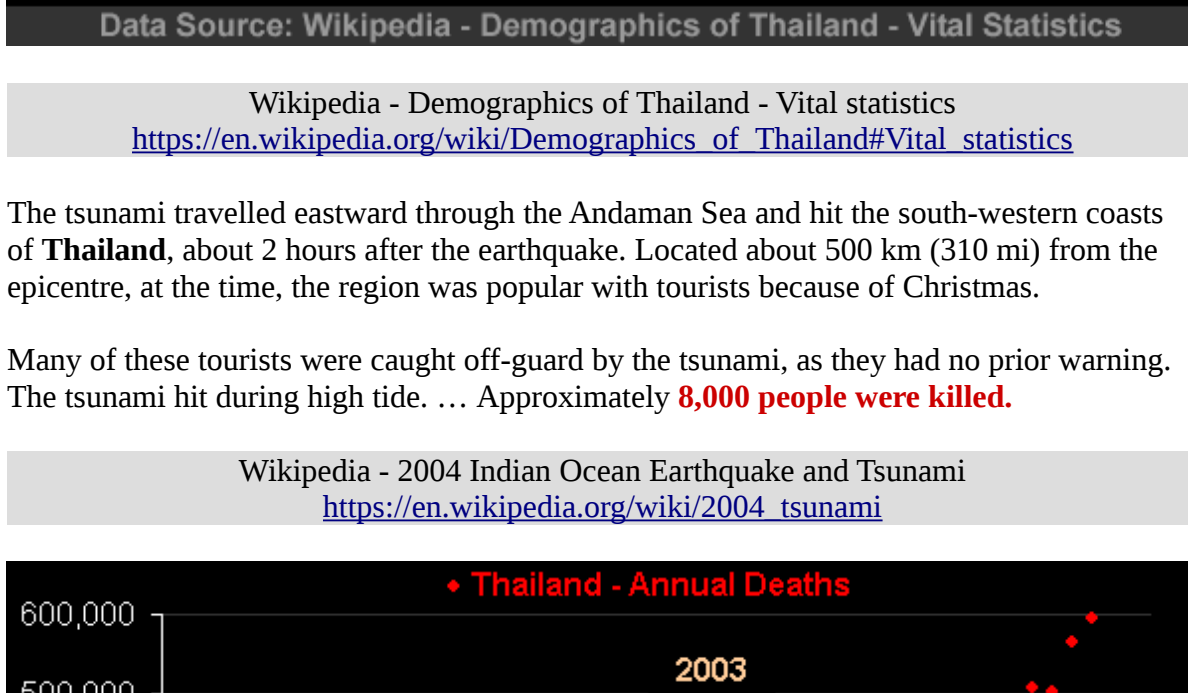 Data Source: Wikipedia - Demographics of Thailand - Vital Statistics
Wikipedia - Demographics of Thailand - Vital statistics
https://en.wikipedia.org/wiki/Demographics_of_Thailand#Vital_statistics
The tsunami travelled eastward through the Andaman Sea and hit the south-western coasts
of Thailand, about 2 hours after the earthquake. Located about 500 km (310 mi) from the
epicentre, at the time, the region was popular with tourists because of Christmas.
Many of these tourists were caught off-guard by the tsunami, as they had no prior warning.
The tsunami hit during high tide. … Approximately 8,000 people were killed.
Wikipedia - 2004 Indian Ocean Earthquake and Tsunami
https://en.wikipedia.org/wiki/2004_tsunami
Thailand - Annual Deaths
600,000
2003
500,000